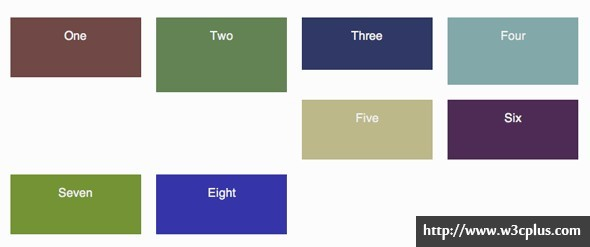 One
Two
Three
Four
Five
Six
Seven
Eight
http://www.w3cplus.com